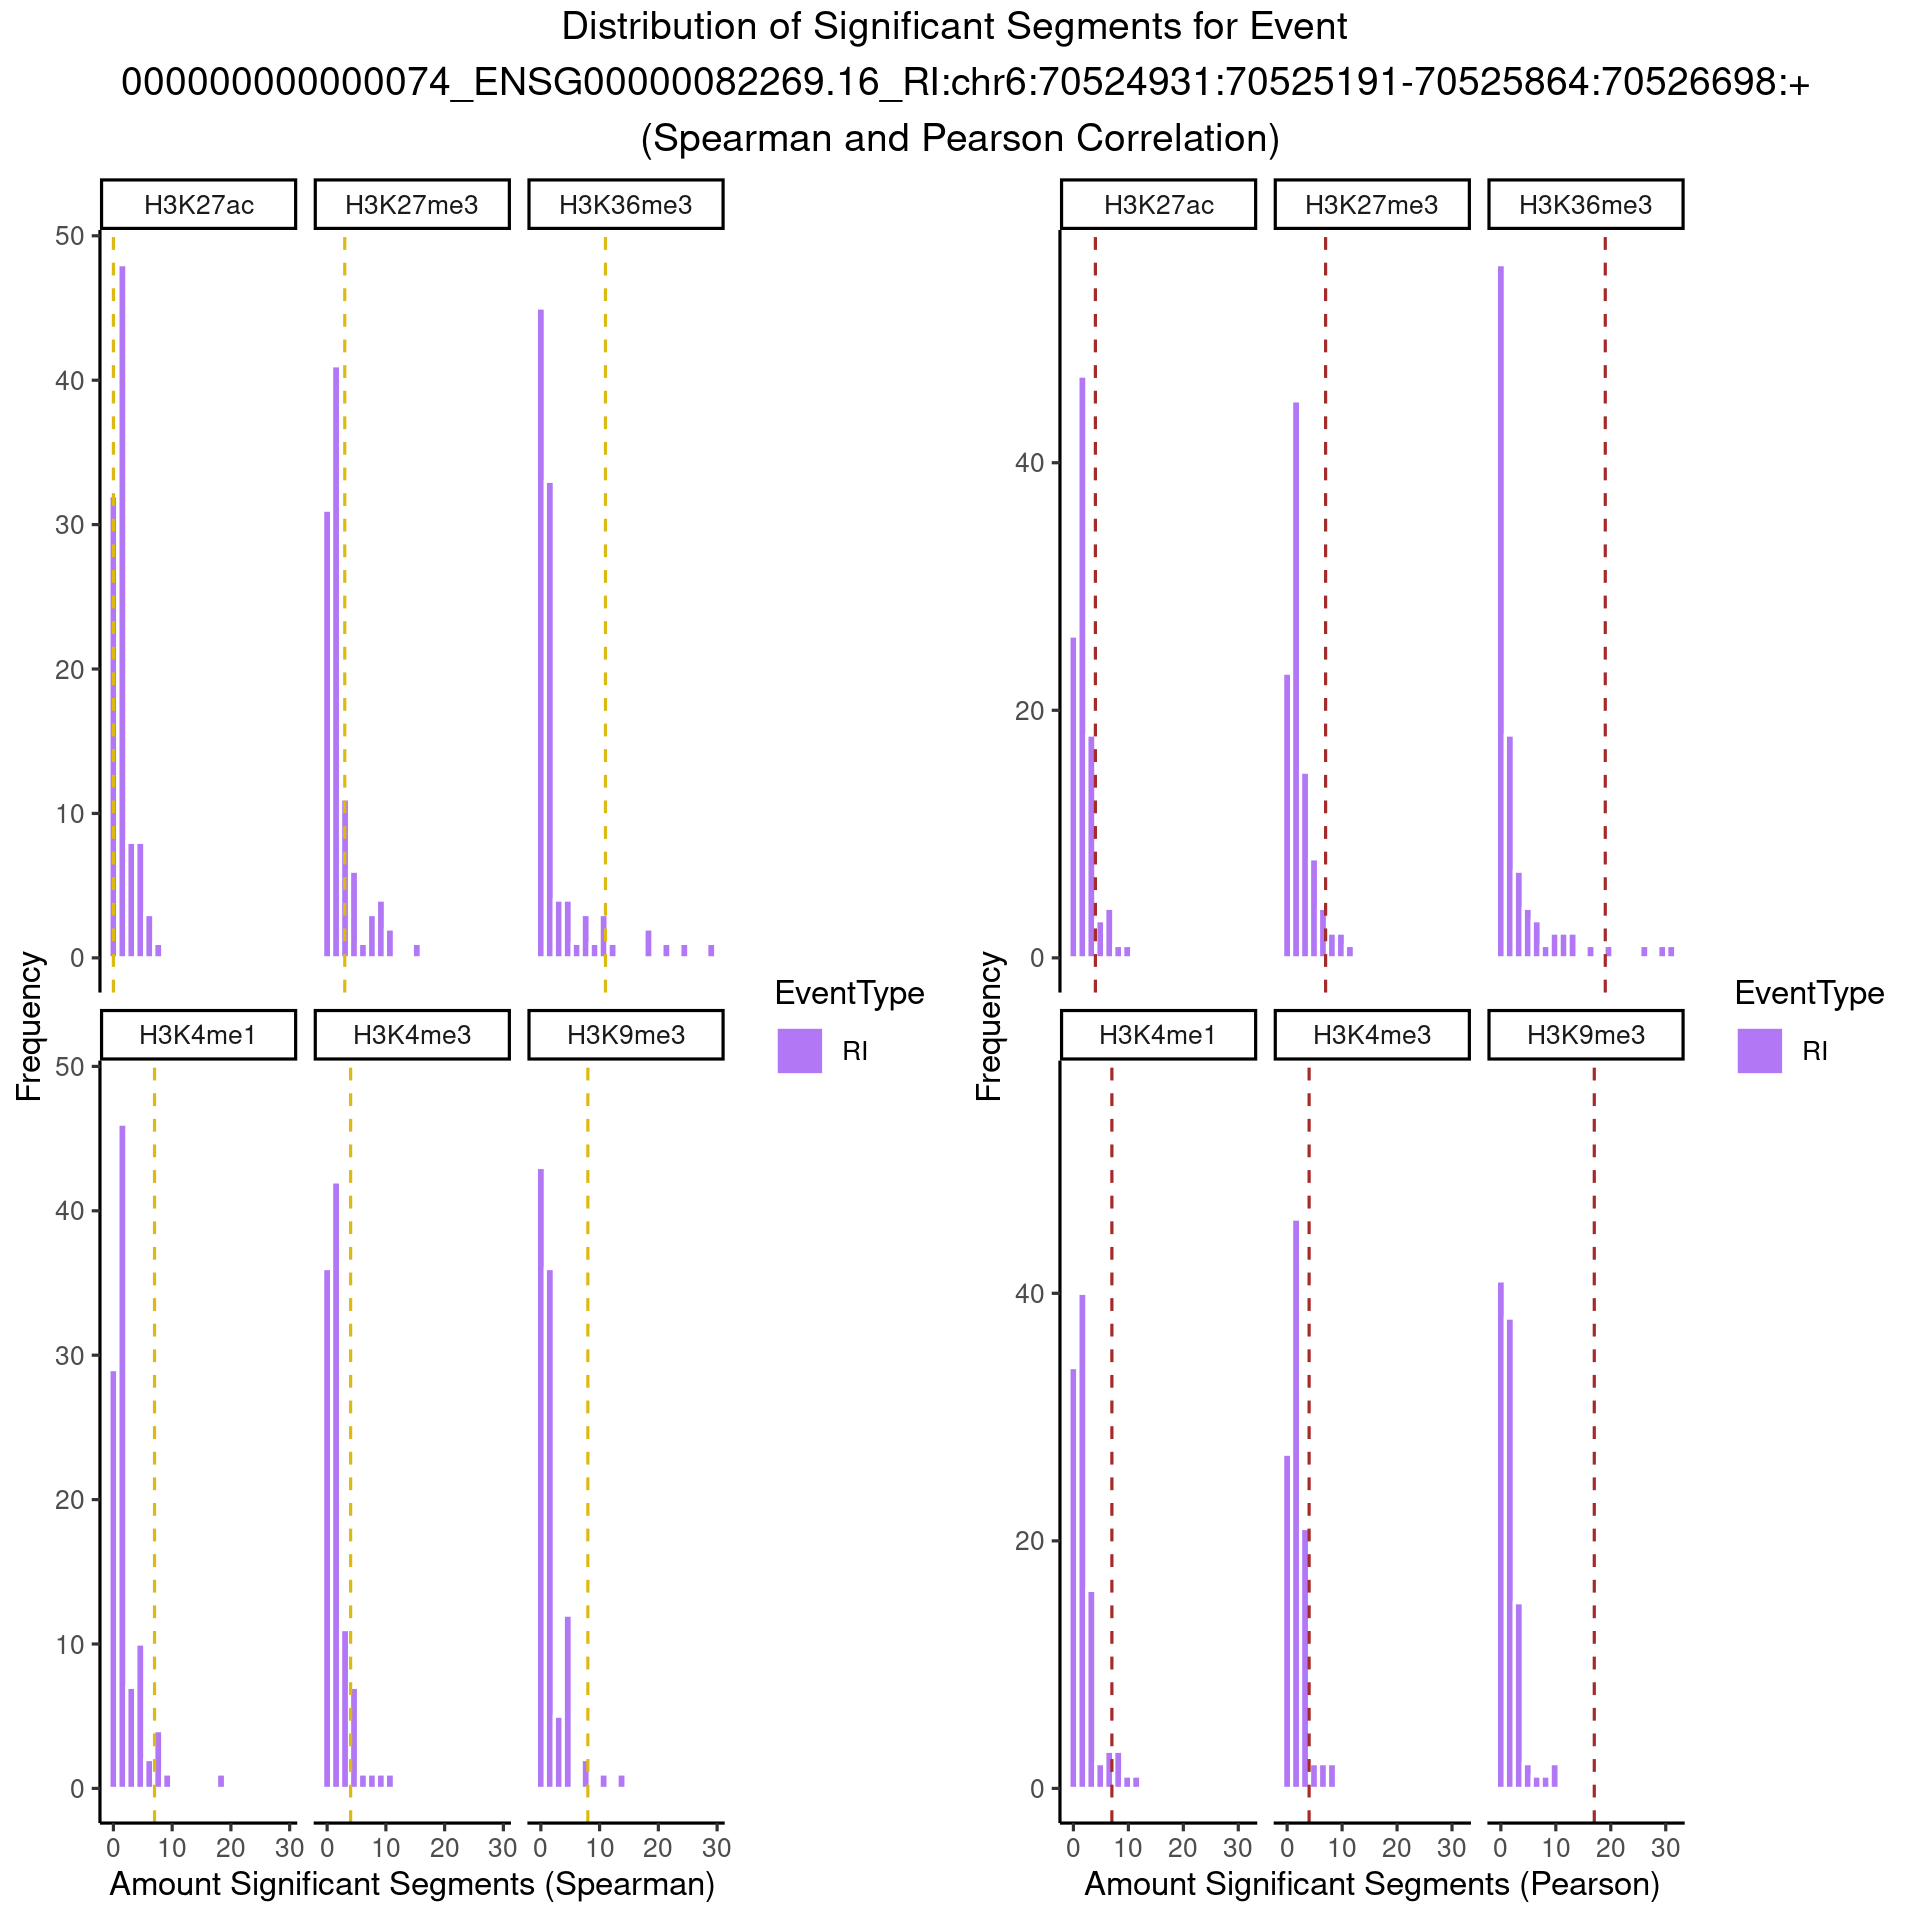 Distribution of Significant Segments for Event
000000000000074_ENSG00000082269.16_RI:chr6:70524931:70525191-70525864:70526698:+
(Spearman and Pearson Correlation)
H3K27ac H3K27me3 H3K36me3
50
40
30
20
10
0
H3K4me1 H3K4me3 H3K9me3
50
40
30
20
10
0
0 10 20 30 0 10 20 30 0 10 20 30
Frequency
Amount Significant Segments (Spearman)
EventType
RI
H3K27ac H3K27me3 H3K36me3
40
20
0
H3K4me1 H3K4me3 H3K9me3
40
20
0
0 10 20 30 0 10 20 30 0 10 20 30
Frequency
Amount Significant Segments (Pearson)
EventType
RI